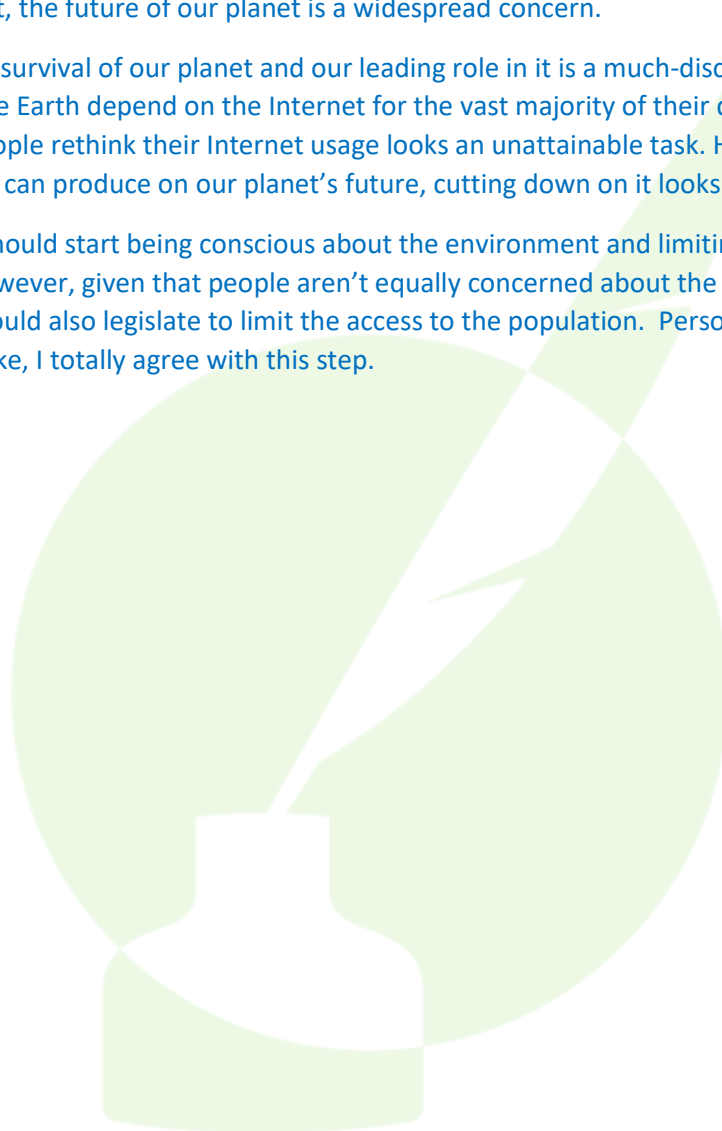 , the future of our planet is a widespread concern.
survival of our planet and our leading role in it is a much-disc
e Earth depend on the Internet for the vast majority of their
ople rethink their Internet usage looks an unattainable task. H
can produce on our planet's future, cutting down on it looks
hould start being conscious about the environment and limitin
wever, given that people aren't equally concerned about the
ould also legislate to limit the access to the population.  Perso
ke, I totally agree with this step.